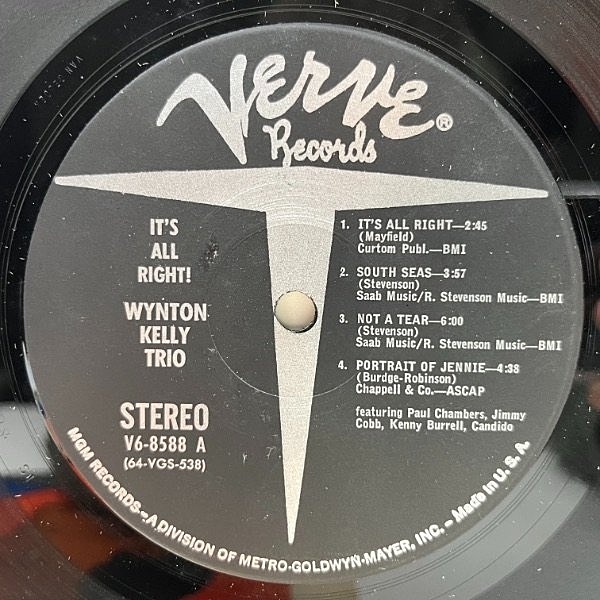 VERVE®
Records
IT'S
ALL
RIGHT!
WYNTON
KELLY
TRIO
STEREO
V6-8588 A
(64-VGS-538)
1. IT'S ALL RIGHT—2:45
(Mayfield)
Curtom Publ.—BMI
2. SOUTH SEAS—3:57
(Stevenson)
Saab Music/R. Stevenson Music—BMI
3. NOT A TEAR—6:00
(Stevenson)
Saab Music/R. Stevenson Music—BMI
4. PORTRAIT OF JENNIE—4:38
(Burdge-Robinson)
Chappell & Co.—ASCAP
featuring Paul Chambers, Jimmy
Cobb, Kenny Burrell, Candido
MGM RECORDS—A DIVISION OF METRO-GOLDWYN-MAYER, INC. – Made in U. S. A.